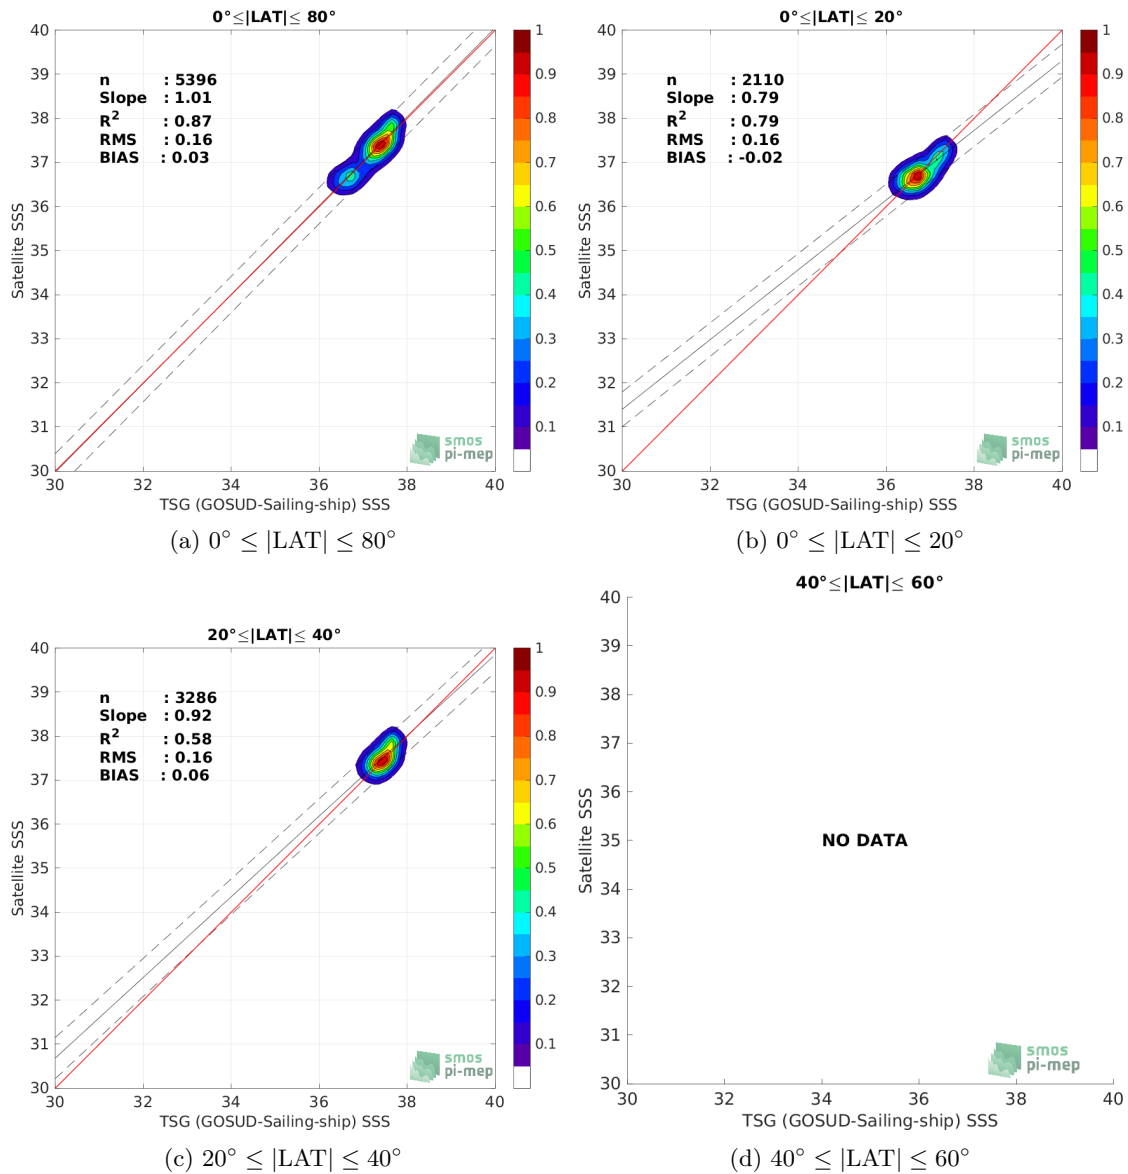 0°≤|LAT|≤ 80°
40
39
38
37
36
35
34
33
32
31
30
n : 5396
Slope : 1.01
R² : 0.87
RMS : 0.16
BIAS : 0.03
Satellite SSS
smos
pi-mep
30 32 34 36 38 40
TSG (GOSUD-Sailing-ship) SSS
1
0.9
0.8
0.7
0.6
0.5
0.4
0.3
0.2
0.1
(a) 0° ≤ |LAT| ≤ 80°
0°≤|LAT|≤ 20°
40
39
38
37
36
35
34
33
32
31
30
n : 2110
Slope : 0.79
R² : 0.79
RMS : 0.16
BIAS : -0.02
Satellite SSS
smos
pi-mep
30 32 34 36 38 40
TSG (GOSUD-Sailing-ship) SSS
1
0.9
0.8
0.7
0.6
0.5
0.4
0.3
0.2
0.1
(b) 0° ≤ |LAT| ≤ 20°
20°≤|LAT|≤ 40°
40
39
38
37
36
35
34
33
32
31
30
n : 3286
Slope : 0.92
R² : 0.58
RMS : 0.16
BIAS : 0.06
Satellite SSS
smos
pi-mep
30 32 34 36 38 40
TSG (GOSUD-Sailing-ship) SSS
1
0.9
0.8
0.7
0.6
0.5
0.4
0.3
0.2
0.1
(c) 20° ≤ |LAT| ≤ 40°
40°≤|LAT|≤ 60°
40
39
38
37
36
35
34
33
32
31
30
NO DATA
Satellite SSS
smos
pi-mep
30 32 34 36 38 40
TSG (GOSUD-Sailing-ship) SSS
(d) 40° ≤ |LAT| ≤ 60°